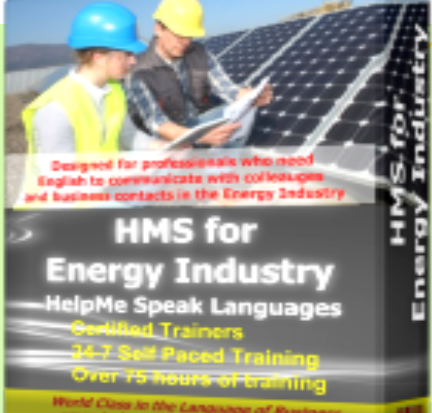 Designed for professionals who need
English to communicate with colleauges
and business contacts in the Energy Industry
HMS for
Energy Industry
HelpMe Speak Languages
Certified Trainers
24-7 Self Paced Training
Over 75 hours of training
World Class in the Language of Business
HMS for
Energy Industry